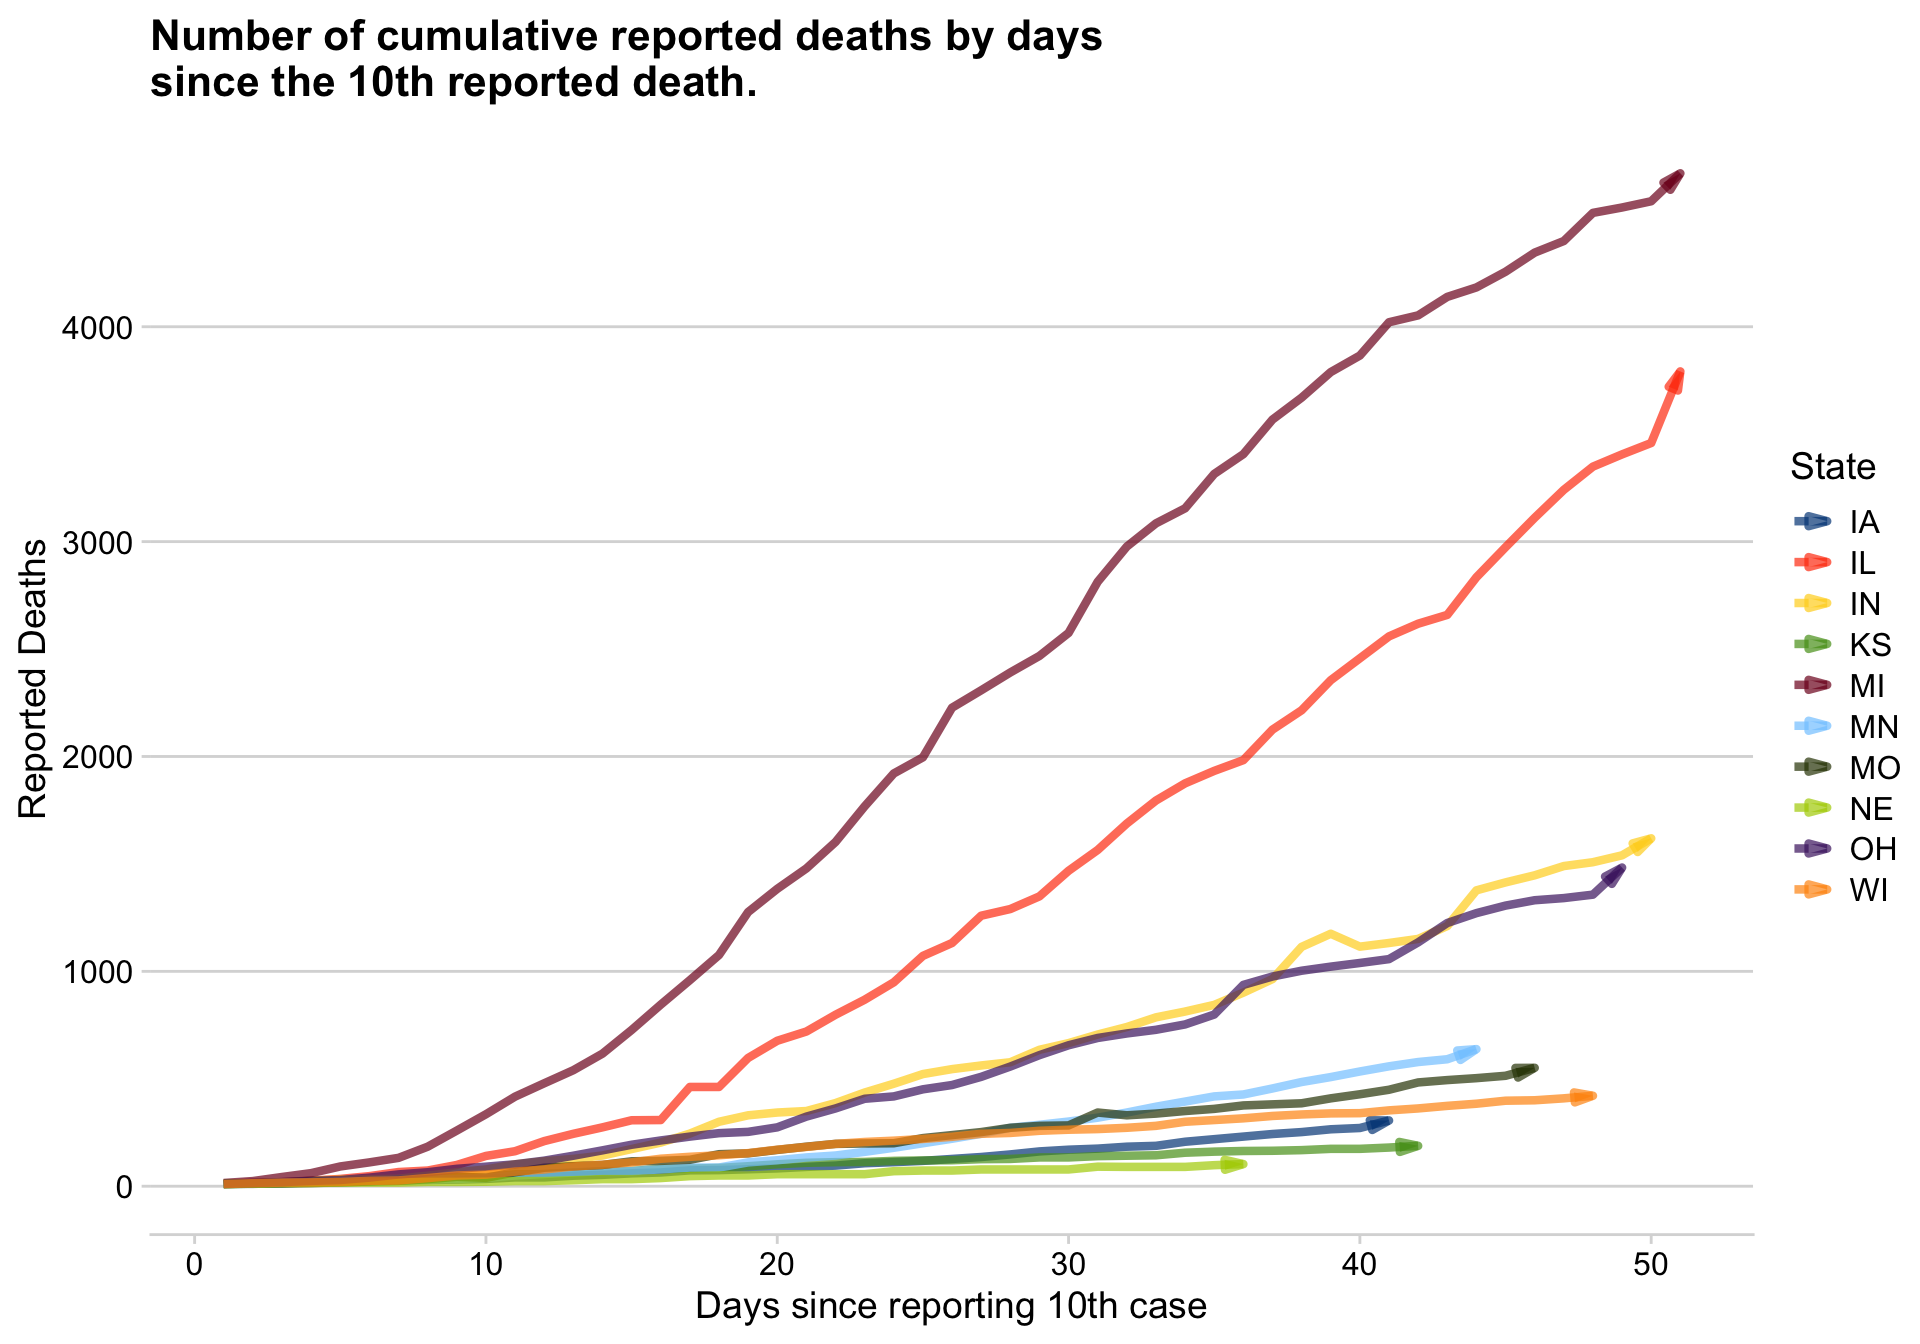 Number of cumulative reported deaths by days
since the 10th reported death.
4000
3000
2000
1000
0
Reported Deaths
0 10 20 30 40 50
Days since reporting 10th case
State
IA
IL
IN
KS
MI
MN
MO
NE
OH
WI